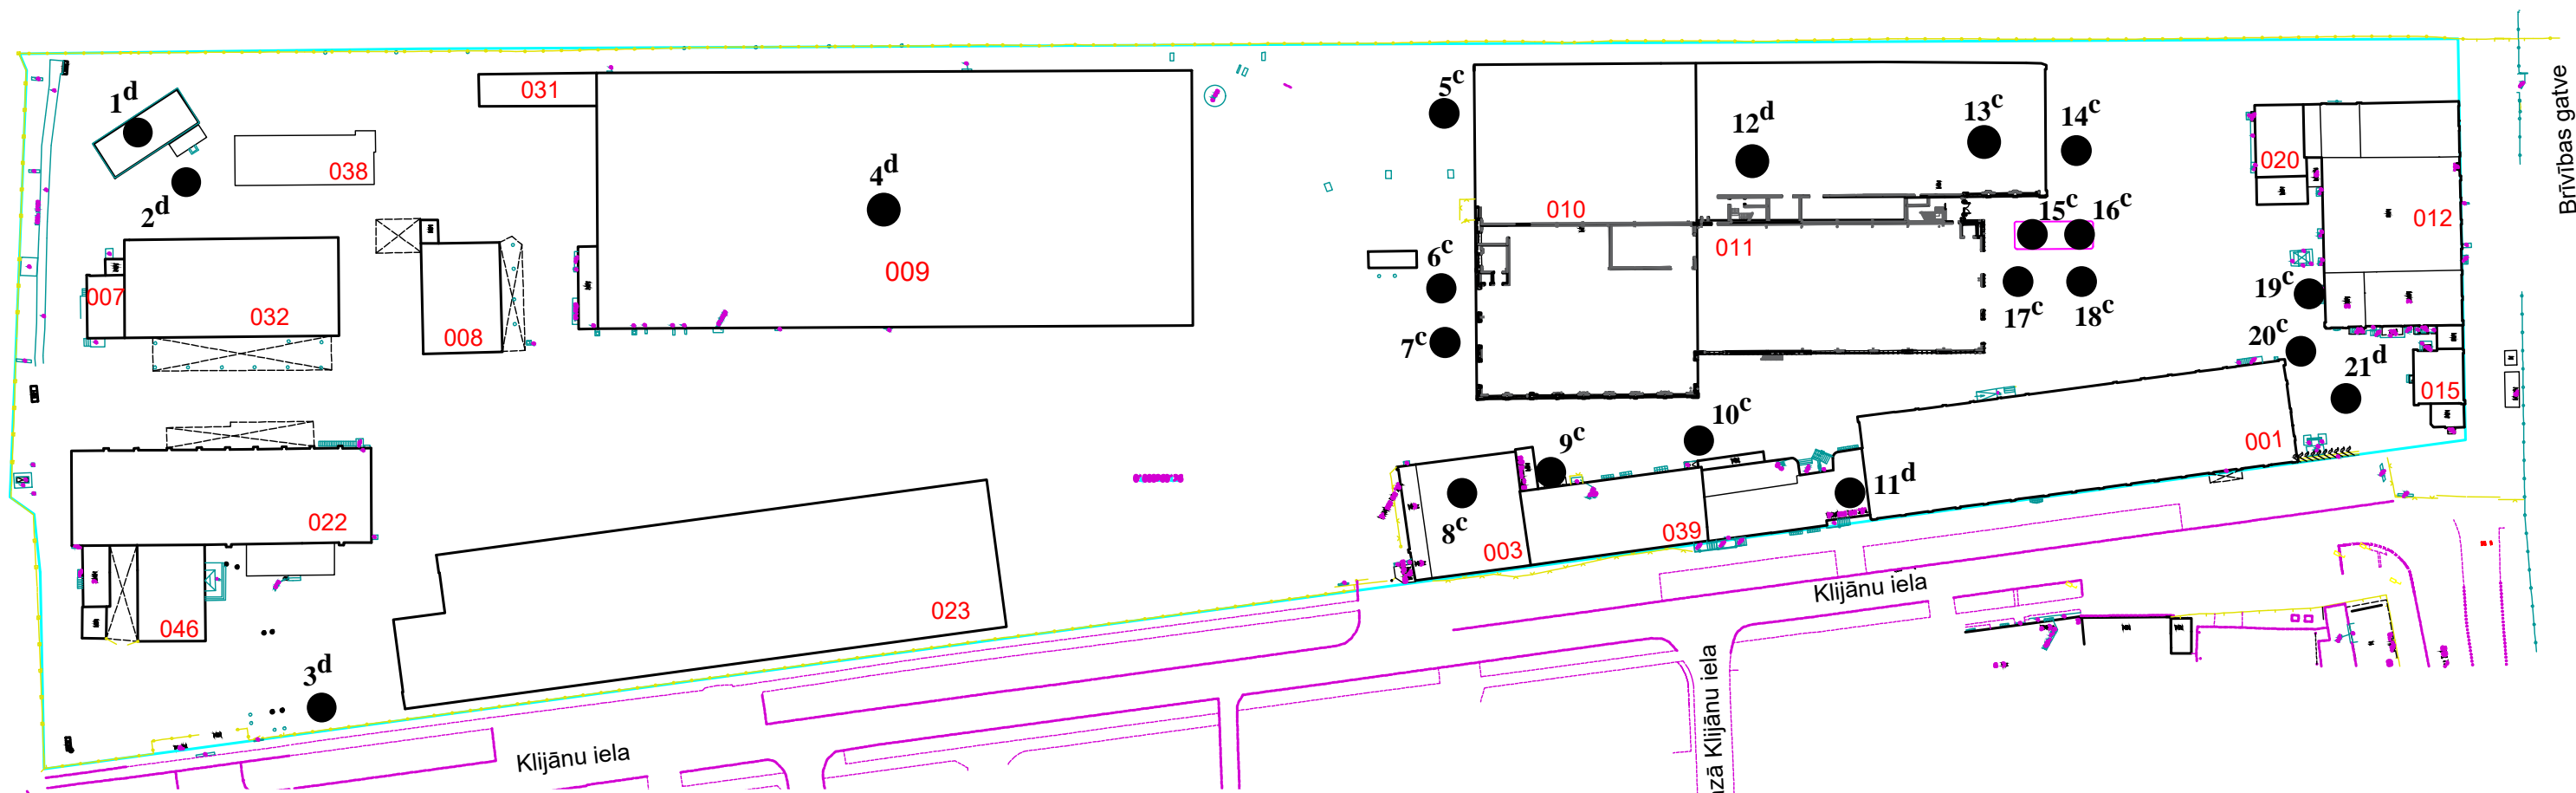 1d
2d
031
038
4d
009
007
032
008
022
046
023
3d
Klijānu iela
5c
6c
7c
010
011
12d
13c
14c
15c
16c
17c
18c
19c
20c
21d
020
012
015
001
10c
9c
8c
11d
003
039
Klijānu iela
Klijānu iela
Brīvības gatve